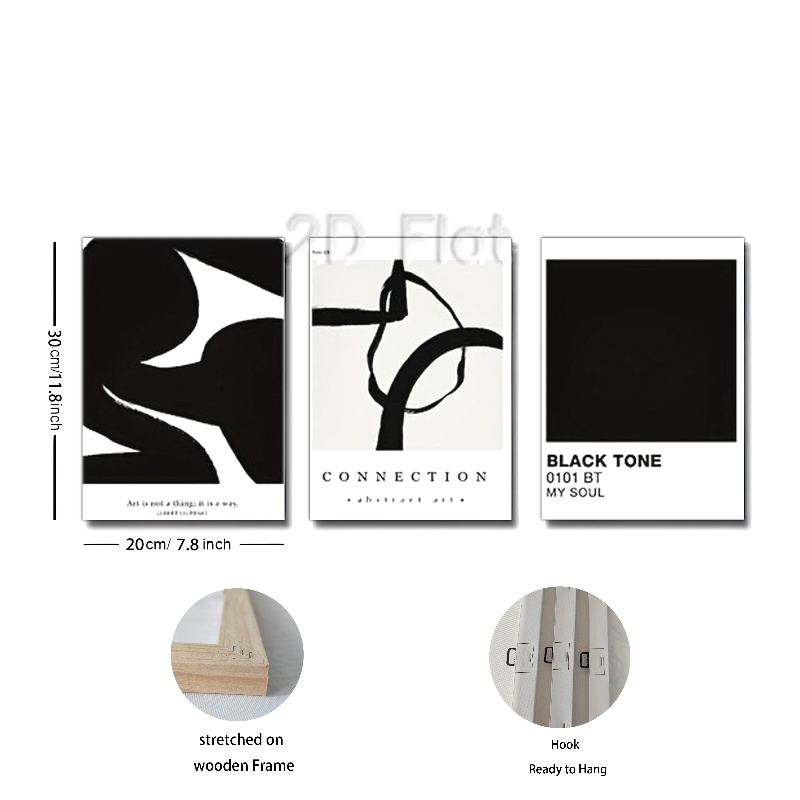 2D Flat
30cm/11.8inch
Art is not a thing; it is a way.
CONNECTION
•abstract art•
BLACK TONE
0101 BT
MY SOUL
20cm/ 7.8 inch
stretched on
wooden Frame
Hook
Ready to Hang